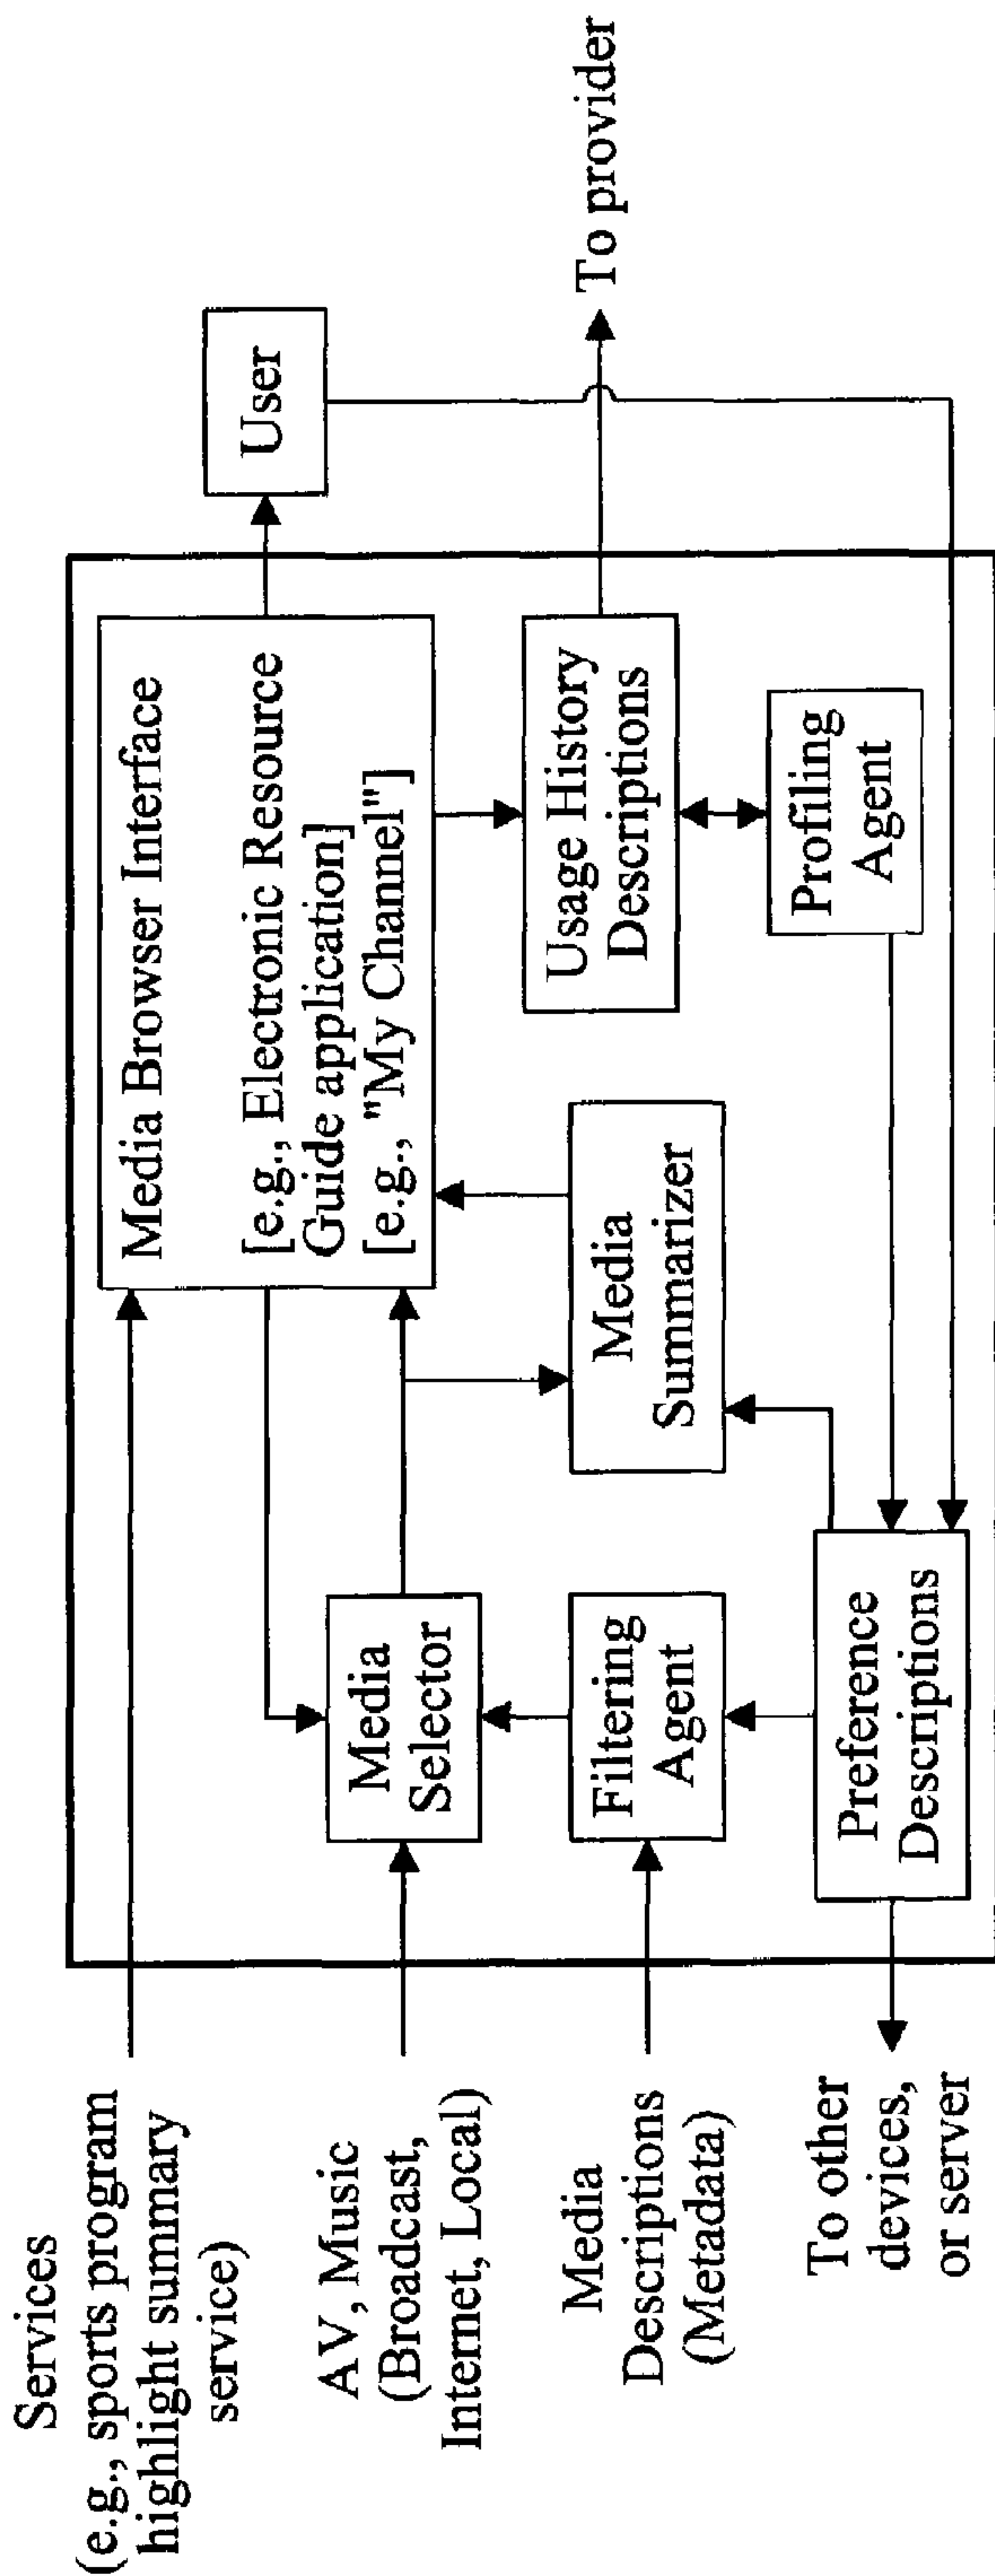 Services
(e.g., sports program
highlight summary
service)
AV, Music
(Broadcast,
Internet, Local)
Media
Descriptions
(Metadata)
To other
devices,
or server
Media Browser Interface
[e.g., Electronic Resource
Guide application]
[e.g., "My Channel"]
Media
Selector
Filtering
Agent
Preference
Descriptions
Media
Summarizer
Usage History
Descriptions
Profiling
Agent
User
To provider